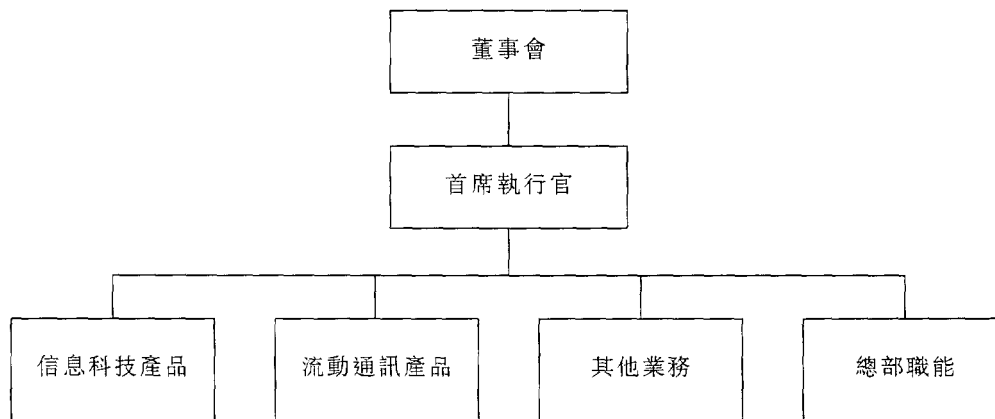 董事會
首席執行官
信息科技產品
流動通訊產品
其他業務
總部職能